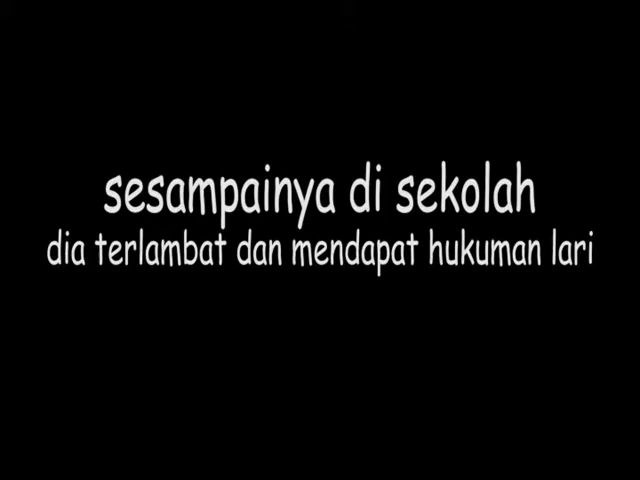 sesampainya di sekolah
dia terlambat dan mendapat hukuman lari